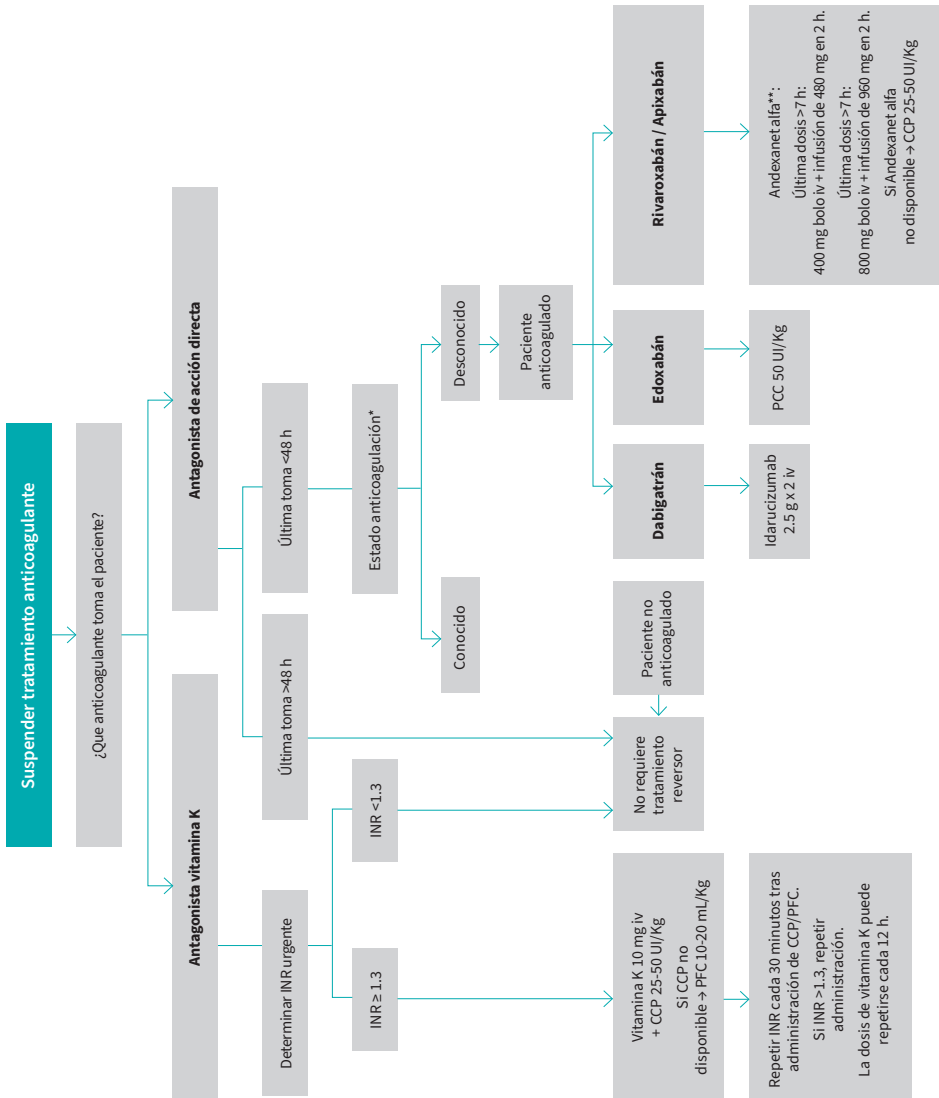 Suspender tratamiento anticoagulante
¿Que anticoagulante toma el paciente?
Antagonista vitamina K
Antagonista de acción directa
Determinar INR urgente
Última toma >48 h
Última toma <48 h
INR ≥ 1.3
INR <1.3
Estado anticoagulación*
Conocido
Desconocido
Paciente
anticoagulado
Vitamina K 10 mg iv
+ CCP 25-50 UI/Kg
Si CCP no
disponible → PFC 10-20 mL/Kg
No requiere
tratamiento
reversor
Paciente no
anticoagulado
Dabigatrán
Edoxabán
Rivaroxabán / Apixabán
Repetir INR cada 30 minutos tras
administración de CCP/PFC.
Si INR >1.3, repetir
administración.
La dosis de vitamina K puede
repetirse cada 12 h.
Idarucizumab
2.5 g x 2 iv
PCC 50 UI/Kg
Andexanet alfa**:
Última dosis >7 h:
400 mg bolo iv + infusión de 480 mg en 2 h.
Última dosis >7 h:
800 mg bolo iv + infusión de 960 mg en 2 h.
Si Andexanet alfa
no disponible → CCP 25-50 UI/Kg